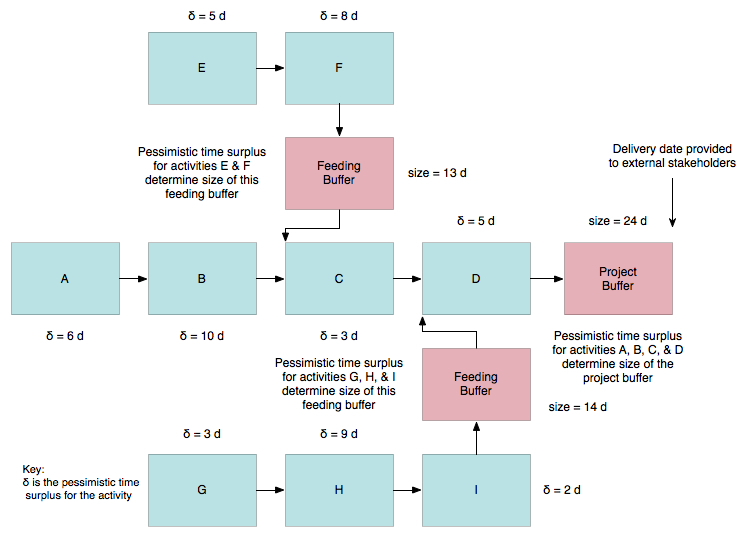 δ = 5 d
δ = 8 d
E
F
Pessimistic time surplus
for activities E & F
determine size of this
feeding buffer
Feeding
Buffer
size = 13 d
Delivery date provided
to external stakeholders
δ = 5 d
size = 24 d
A
B
C
D
Project
Buffer
δ = 6 d
δ = 10 d
δ = 3 d
Pessimistic time surplus
for activities A, B, C, & D
determine size of the
project buffer
Pessimistic time surplus
for activities G, H, & I
determine size of this
feeding buffer
Feeding
Buffer
size = 14 d
δ = 3 d
δ = 9 d
Key:
δ is the pessimistic time
surplus for the activity
G
H
I
δ = 2 d